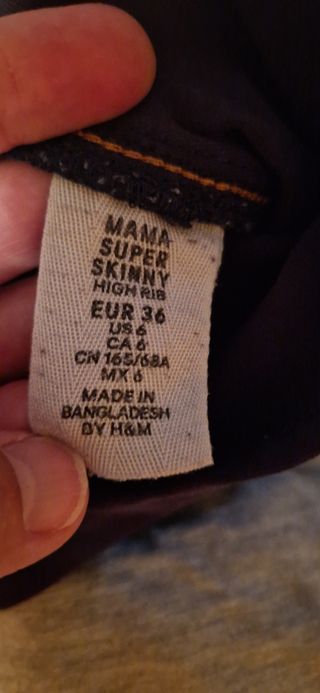 MAMA
SUPER
SKINNY
HIGH RIB
EUR 36
US 6
CA 6
CN 165/68A
MX 6
MADE IN
BANGLADESH
BY H&M